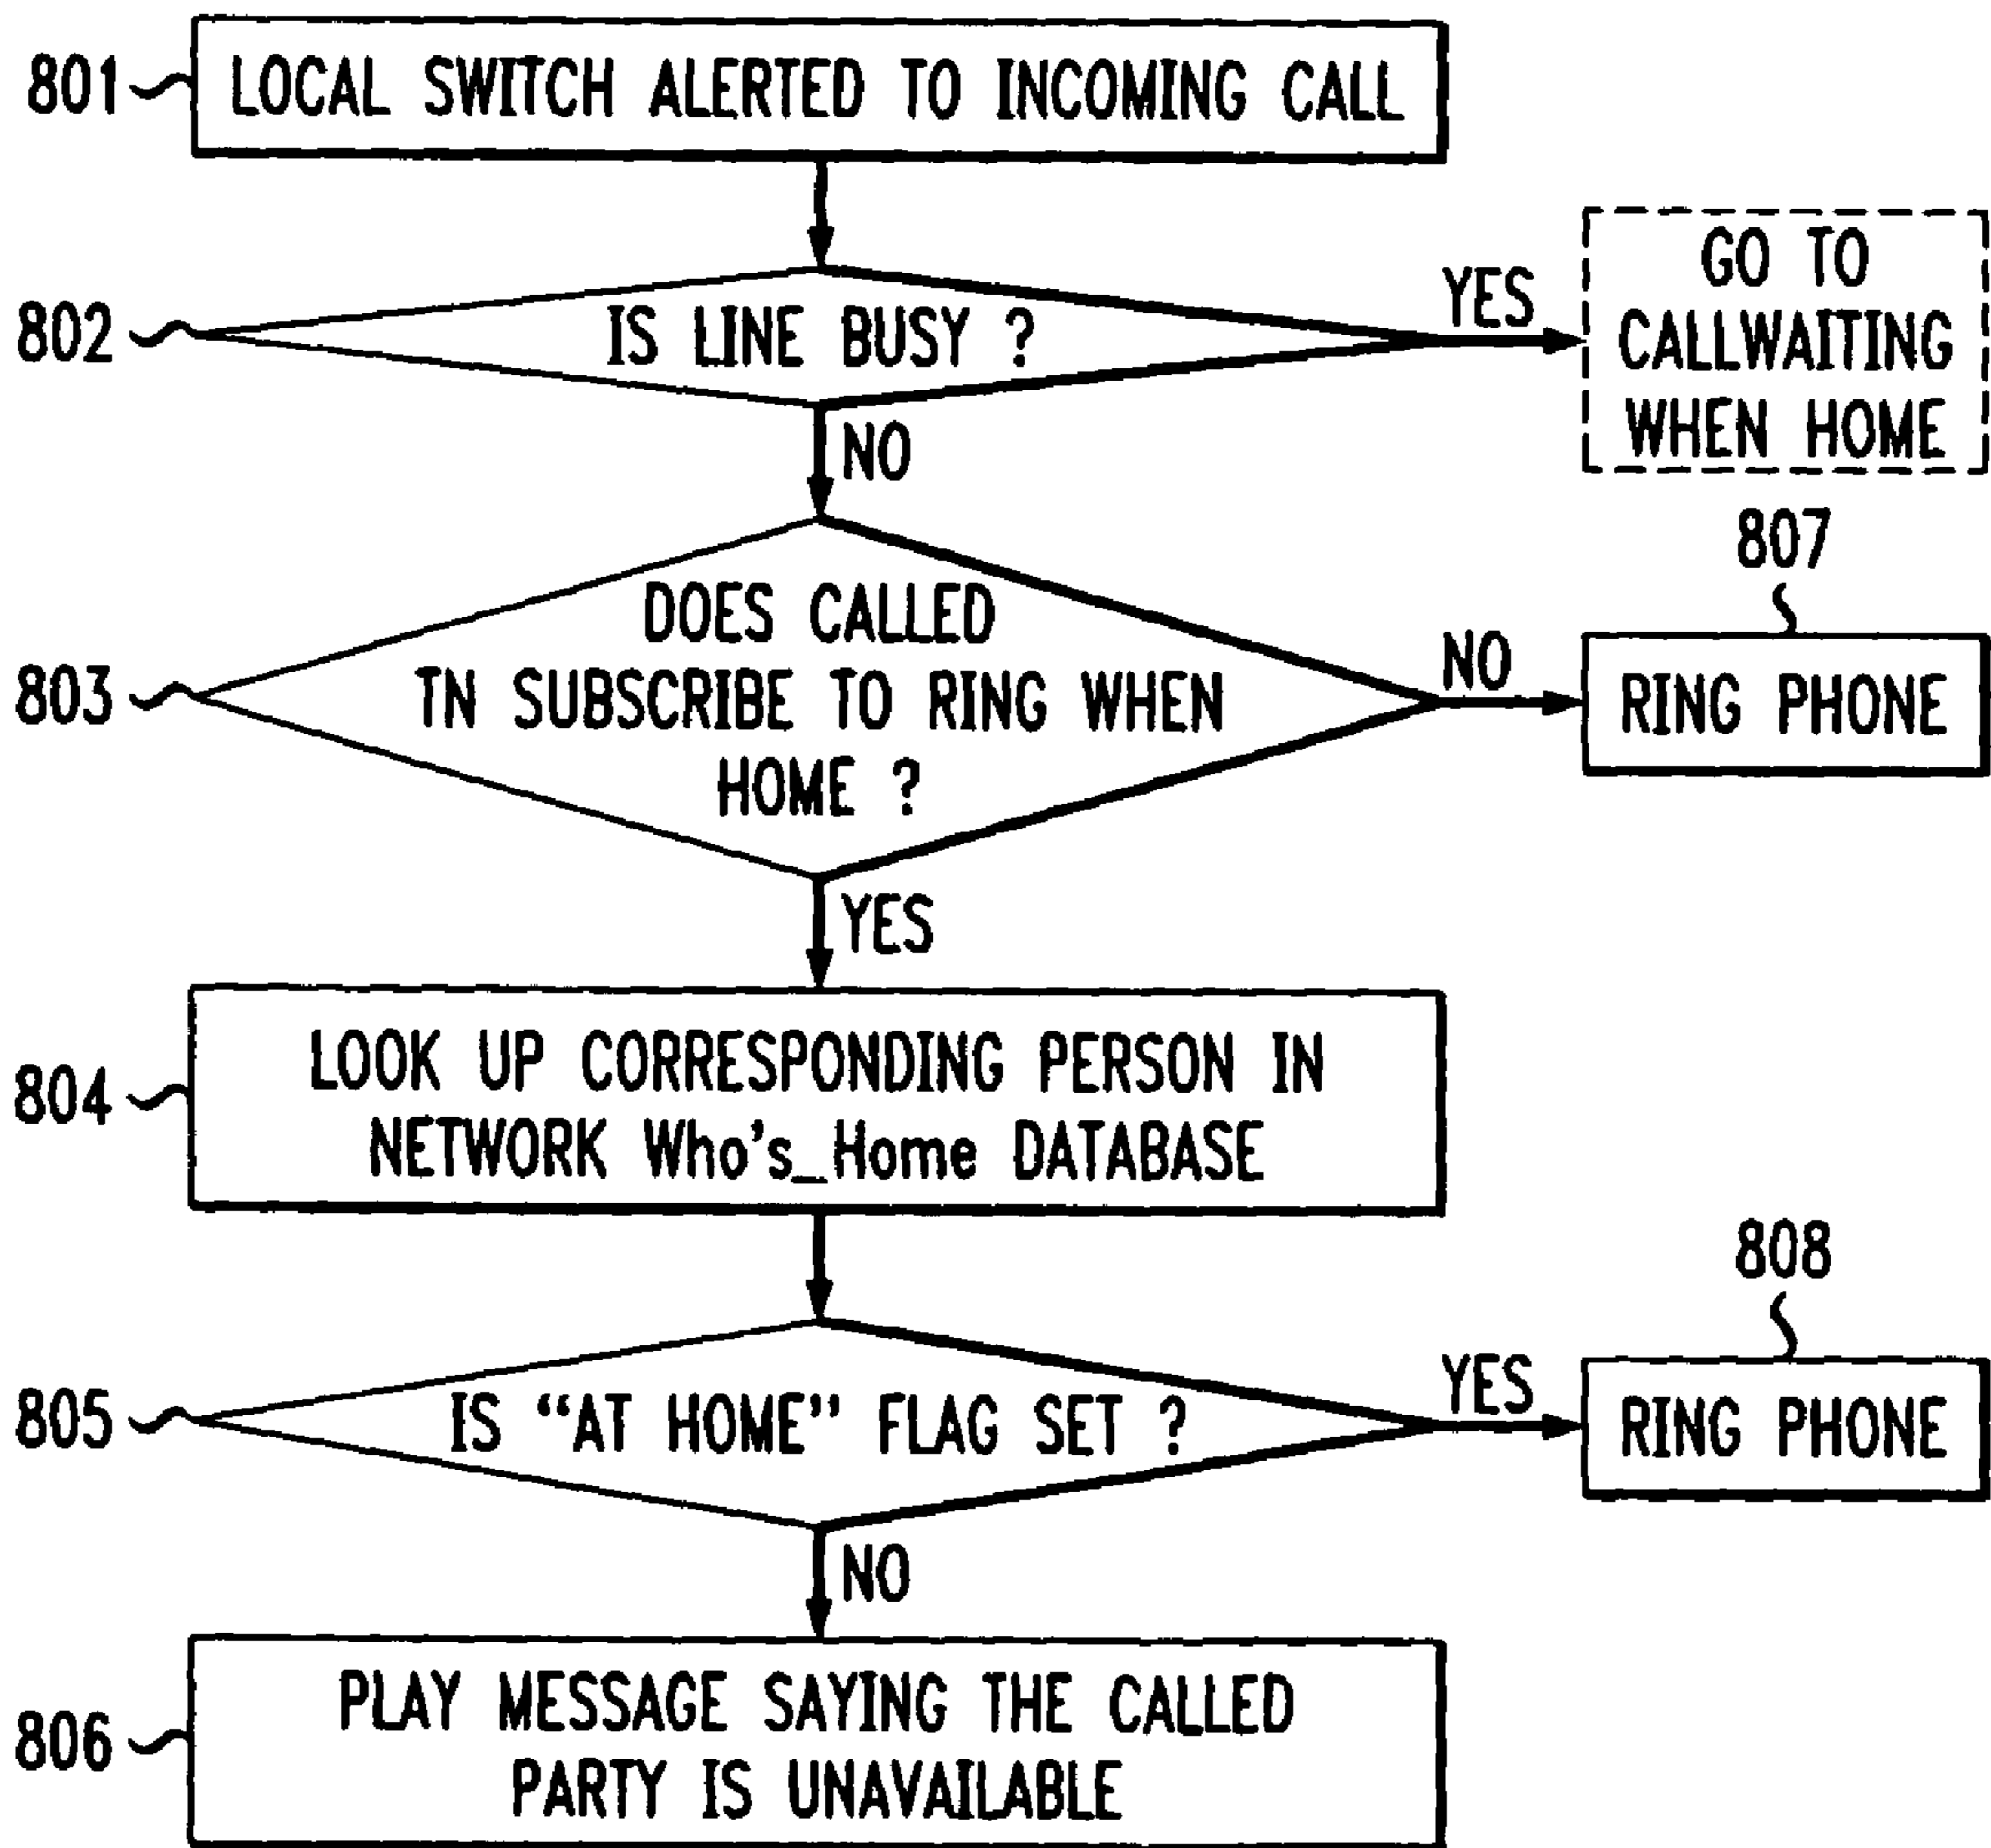 801
LOCAL SWITCH ALERTED TO INCOMING CALL
802
IS LINE BUSY ?
YES
GO TO
CALLWAITING
WHEN HOME
NO
803
DOES CALLED
TN SUBSCRIBE TO RING WHEN
HOME ?
NO
807
RING PHONE
YES
804
LOOK UP CORRESPONDING PERSON IN
NETWORK Who's_Home DATABASE
805
IS “AT HOME” FLAG SET ?
YES
808
RING PHONE
NO
806
PLAY MESSAGE SAYING THE CALLED
PARTY IS UNAVAILABLE